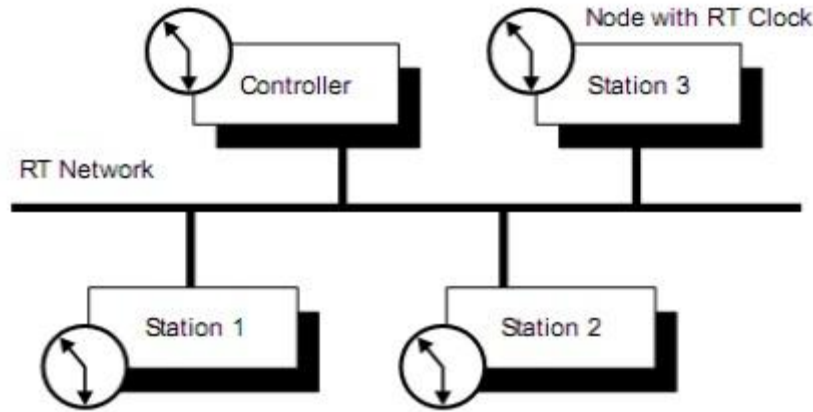 Node with RT Clock
Controller
Station 3
RT Network
Station 1
Station 2